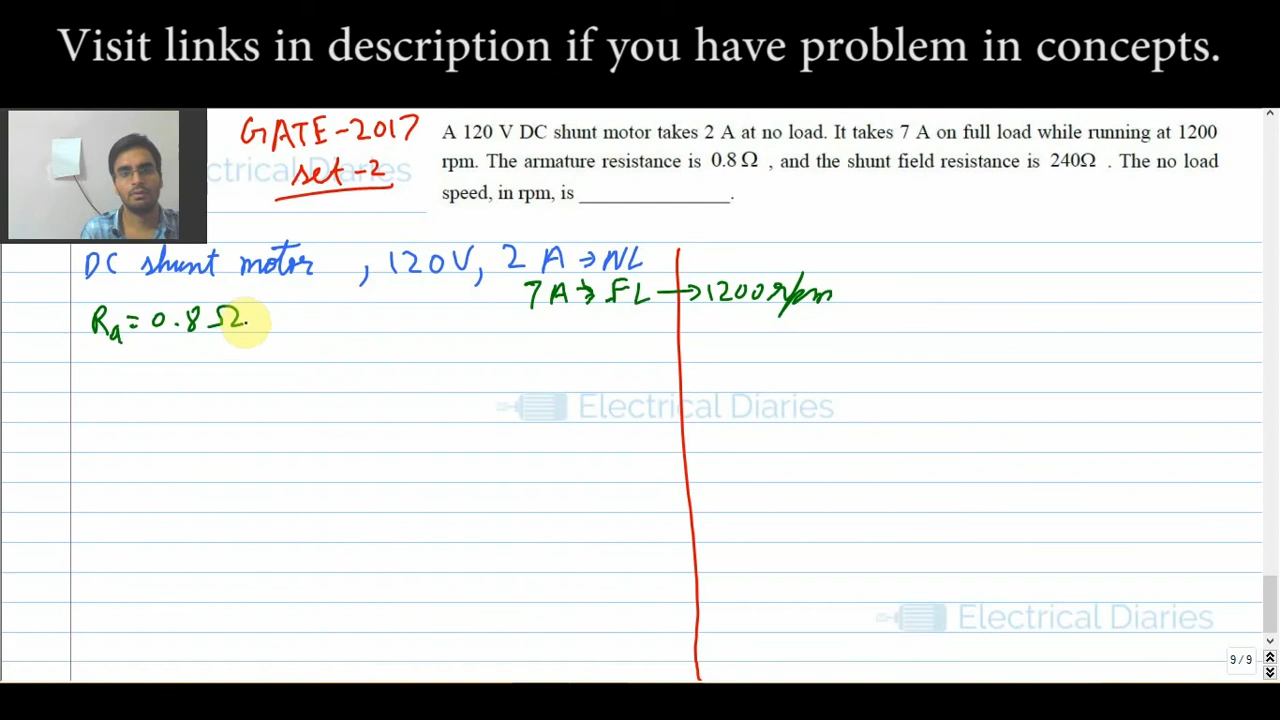 Visit links in description if you have problem in concepts.
GATE-2017
set-2
ctrical Diaries
A 120 V DC shunt motor takes 2 A at no load. It takes 7 A on full load while running at 1200
rpm. The armature resistance is 0.8 Ω , and the shunt field resistance is 240Ω . The no load
speed, in rpm, is ________________.
DC shunt motor , 120V, 2 A → NL
7A → FL → 1200 rpm
Ra = 0.8 Ω.
Electrical Diaries
Electrical Diaries
9 / 9